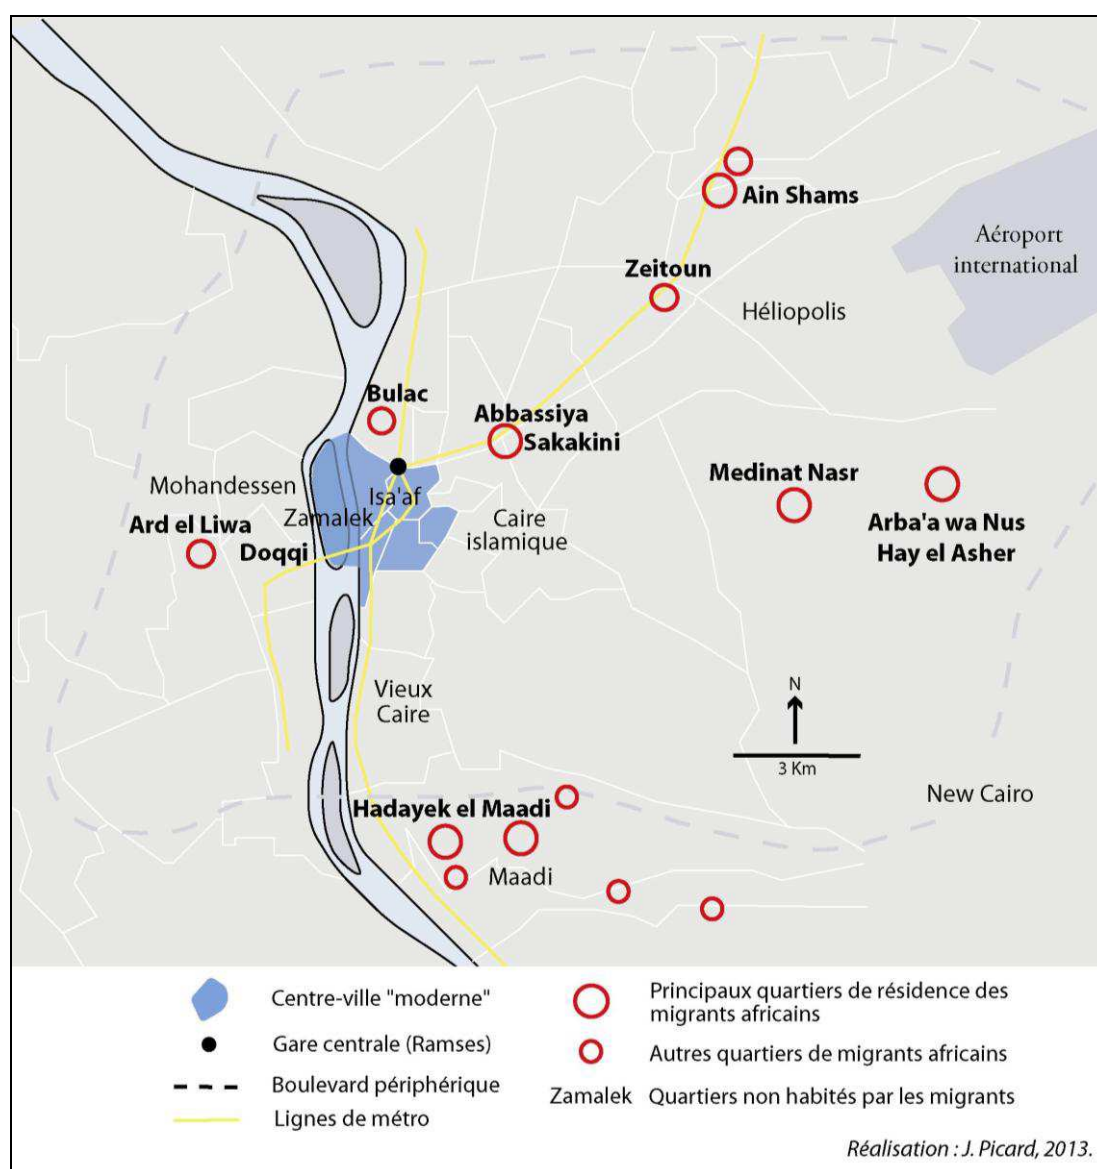 Ain Shams
Aéroport
international
Zeitoun
Héliopolis
Bulac
Abbassiya
Sakakini
Medinat Nasr
Mohandessen
Isa'af
Zamalek
Caire
islamique
Ard el Liwa
Doqqi
Arba'a wa Nus
Hay el Asher
Vieux
Caire
N
3 Km
New Cairo
Hadayek el Maadi
Maadi
Centre-ville "moderne"
Gare centrale (Ramses)
Boulevard périphérique
Lignes de métro
Principaux quartiers de résidence des
migrants africains
Autres quartiers de migrants africains
Zamalek Quartiers non habités par les migrants
Réalisation : J. Picard, 2013.